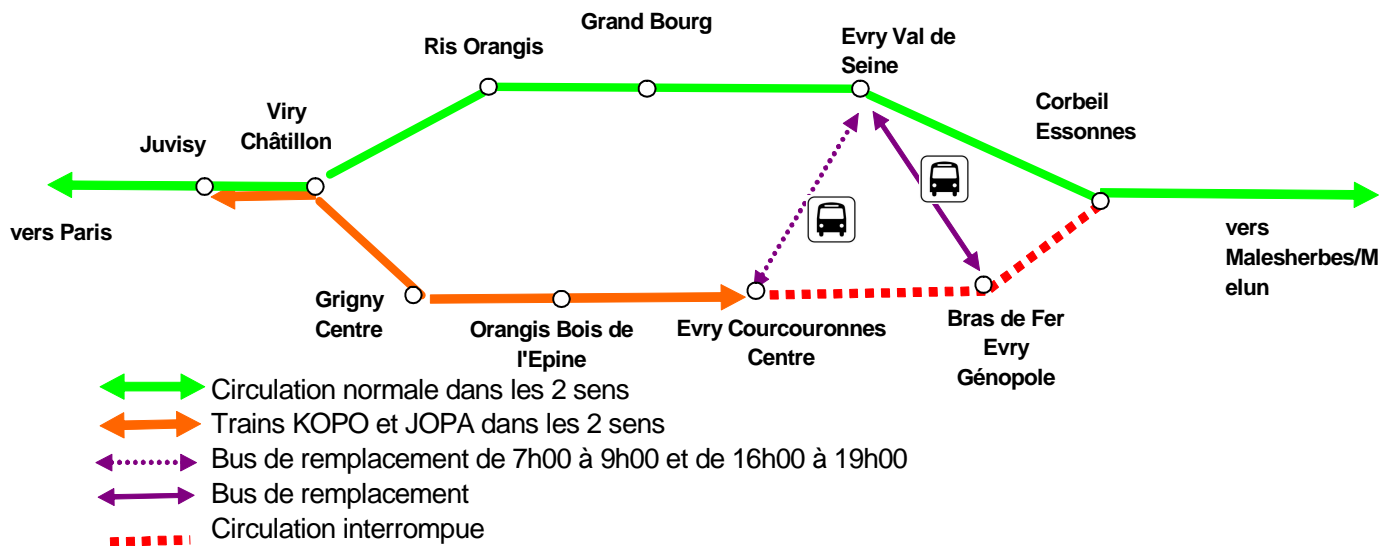 Grand Bourg
Ris Orangis
Evry Val de
Seine
Viry
Châtillon
Juvisy
Corbeil
Essonnes
vers Paris
vers
Malesherbes/M
elun
Grigny
Centre
Orangis Bois de
l'Epine
Evry Courcouronnes
Centre
Bras de Fer
Evry
Génopole
Circulation normale dans les 2 sens
Trains KOPO et JOPA dans les 2 sens
Bus de remplacement de 7h00 à 9h00 et de 16h00 à 19h00
Bus de remplacement
Circulation interrompue